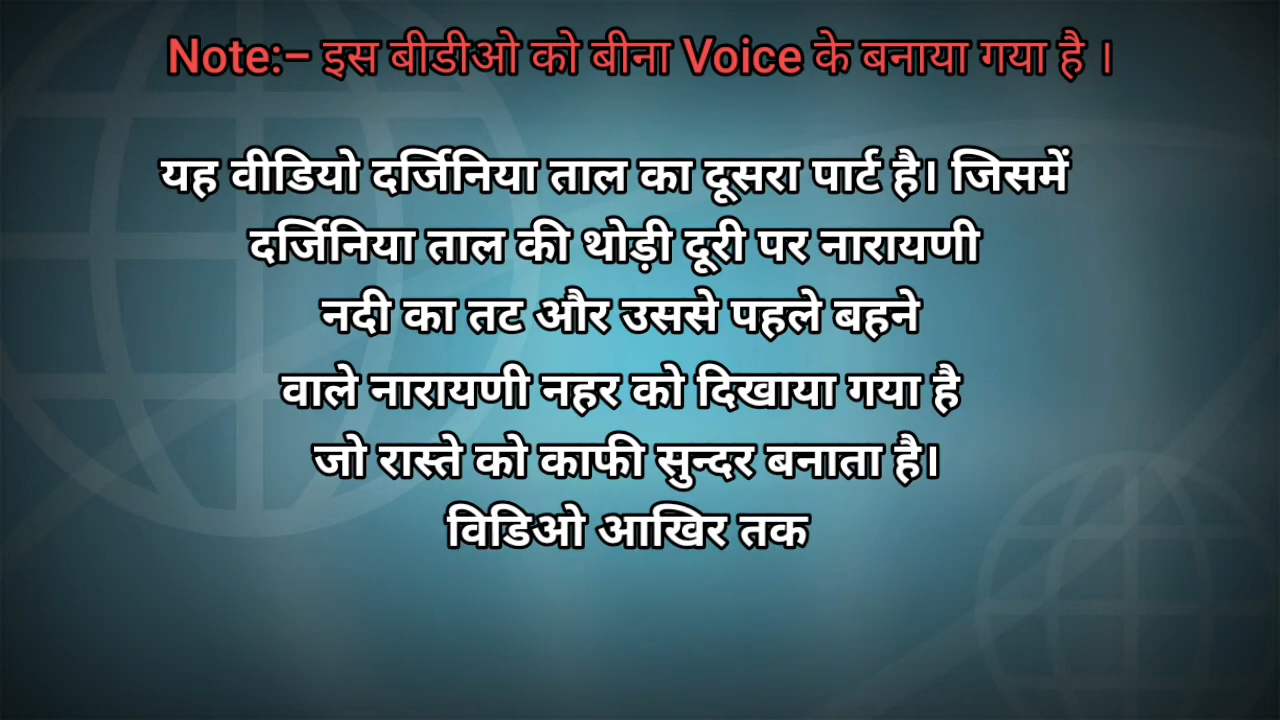 Note:– इस बीडीओ को बीना Voice के बनाया गया है ।
यह वीडियो दर्जिनिया ताल का दूसरा पार्ट है। जिसमें
दर्जिनिया ताल की थोड़ी दूरी पर नारायणी
नदी का तट और उससे पहले बहने
वाले नारायणी नहर को दिखाया गया है
जो रास्ते को काफी सुन्दर बनाता है।
विडिओ आखिर तक